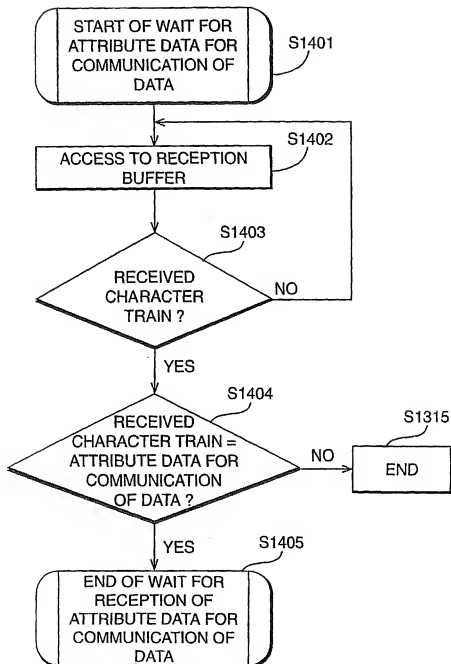 START OF WAIT FOR
ATTRIBUTE DATA FOR
COMMUNICATION OF
DATA
S1401
S1402
ACCESS TO RECEPTION
BUFFER
S1403
RECEIVED
CHARACTER
TRAIN ?
NO
YES
S1404
RECEIVED
CHARACTER TRAIN =
ATTRIBUTE DATA FOR
COMMUNICATION
OF DATA ?
NO
S1315
END
YES
S1405
END OF WAIT FOR
RECEPTION OF
ATTRIBUTE DATA FOR
COMMUNICATION OF
DATA